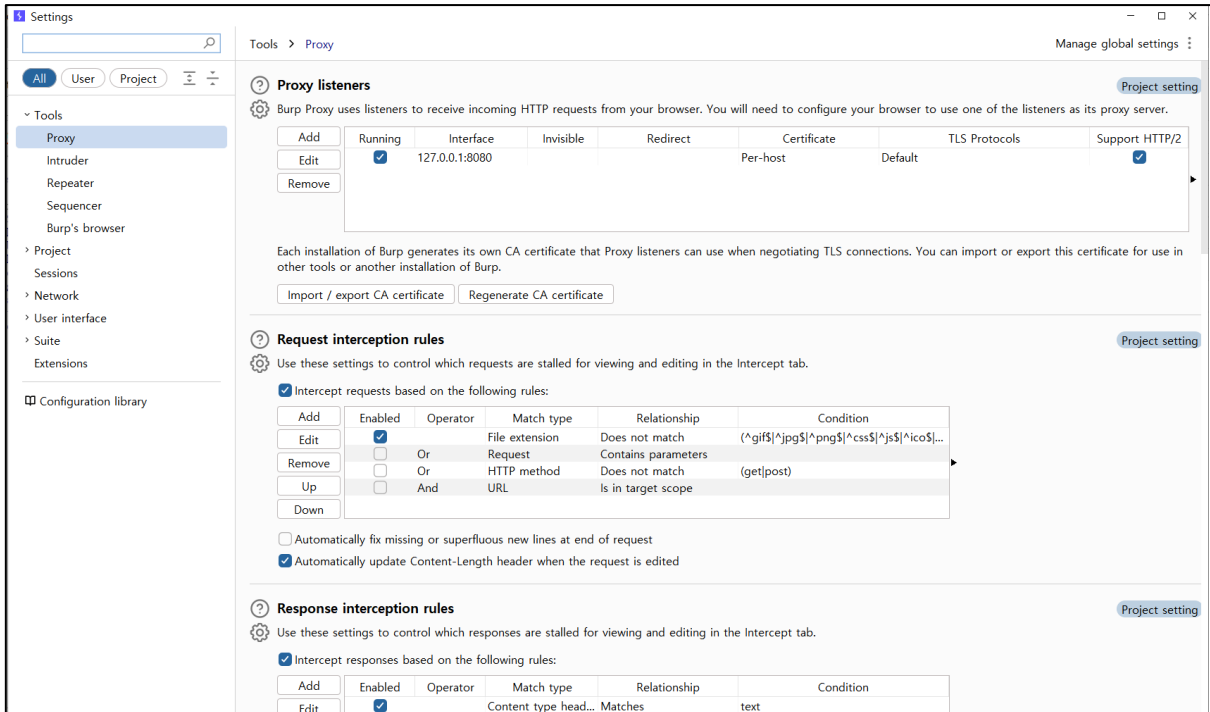 Settings
Tools > Proxy
Manage global settings
All User Project
Tools
Proxy
Intruder
Repeater
Sequencer
Burp's browser
Project
Sessions
Network
User interface
Suite
Extensions
Configuration library
Proxy listeners
Project setting
Burp Proxy uses listeners to receive incoming HTTP requests from your browser. You will need to configure your browser to use one of the listeners as its proxy server.
Add
Edit
Remove
Running Interface Invisible Redirect Certificate TLS Protocols Support HTTP/2
127.0.0.1:8080 Per-host Default
Each installation of Burp generates its own CA certificate that Proxy listeners can use when negotiating TLS connections. You can import or export this certificate for use in
other tools or another installation of Burp.
Import / export CA certificate Regenerate CA certificate
Request interception rules
Project setting
Use these settings to control which requests are stalled for viewing and editing in the Intercept tab.
Intercept requests based on the following rules:
Add
Edit
Remove
Up
Down
Enabled Operator Match type Relationship Condition
File extension Does not match (^gif$|^jpg$|^png$|^css$|^js$|^ico$|...
Or Request Contains parameters
Or HTTP method Does not match (get|post)
And URL Is in target scope
Automatically fix missing or superfluous new lines at end of request
Automatically update Content-Length header when the request is edited
Response interception rules
Project setting
Use these settings to control which responses are stalled for viewing and editing in the Intercept tab.
Intercept responses based on the following rules:
Add
Edit
Enabled Operator Match type Relationship Condition
Content type head... Matches text